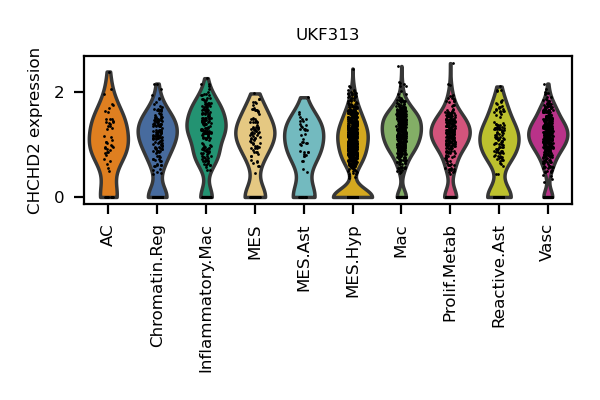 UKF313
CHCHD2 expression
2
0
AC
Chromatin.Reg
Inflammatory.Mac
MES
MES.Ast
MES.Hyp
Mac
Prolif.Metab
Reactive.Ast
Vasc